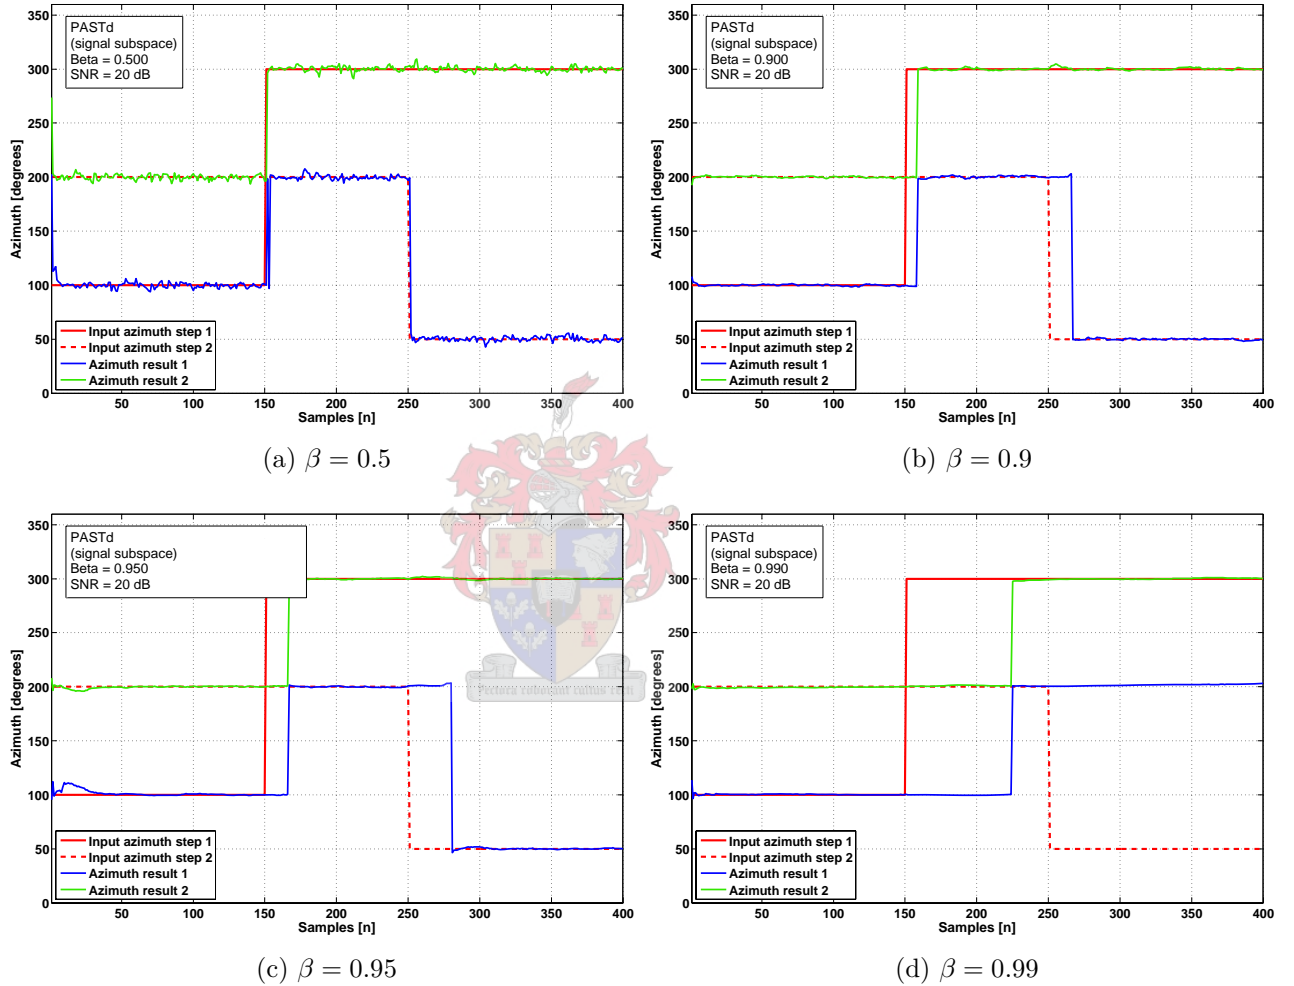 PASTd
(signal subspace)
Beta = 0.500
SNR = 20 dB
350
300
250
200
150
100
50
0
Azimuth [degrees]
Input azimuth step 1
Input azimuth step 2
Azimuth result 1
Azimuth result 2
50 100 150 200 250 300 350 400
Samples [n]
(a) β = 0.5
PASTd
(signal subspace)
Beta = 0.900
SNR = 20 dB
350
300
250
200
150
100
50
0
Azimuth [degrees]
Input azimuth step 1
Input azimuth step 2
Azimuth result 1
Azimuth result 2
50 100 150 200 250 300 350 400
Samples [n]
(b) β = 0.9
PASTd
(signal subspace)
Beta = 0.950
SNR = 20 dB
350
300
250
200
150
100
50
0
Azimuth [degrees]
Input azimuth step 1
Input azimuth step 2
Azimuth result 1
Azimuth result 2
50 100 150 200 250 300 350 400
Samples [n]
(c) β = 0.95
PASTd
(signal subspace)
Beta = 0.990
SNR = 20 dB
350
300
250
200
150
100
50
0
Azimuth [degrees]
Input azimuth step 1
Input azimuth step 2
Azimuth result 1
Azimuth result 2
50 100 150 200 250 300 350 400
Samples [n]
(d) β = 0.99